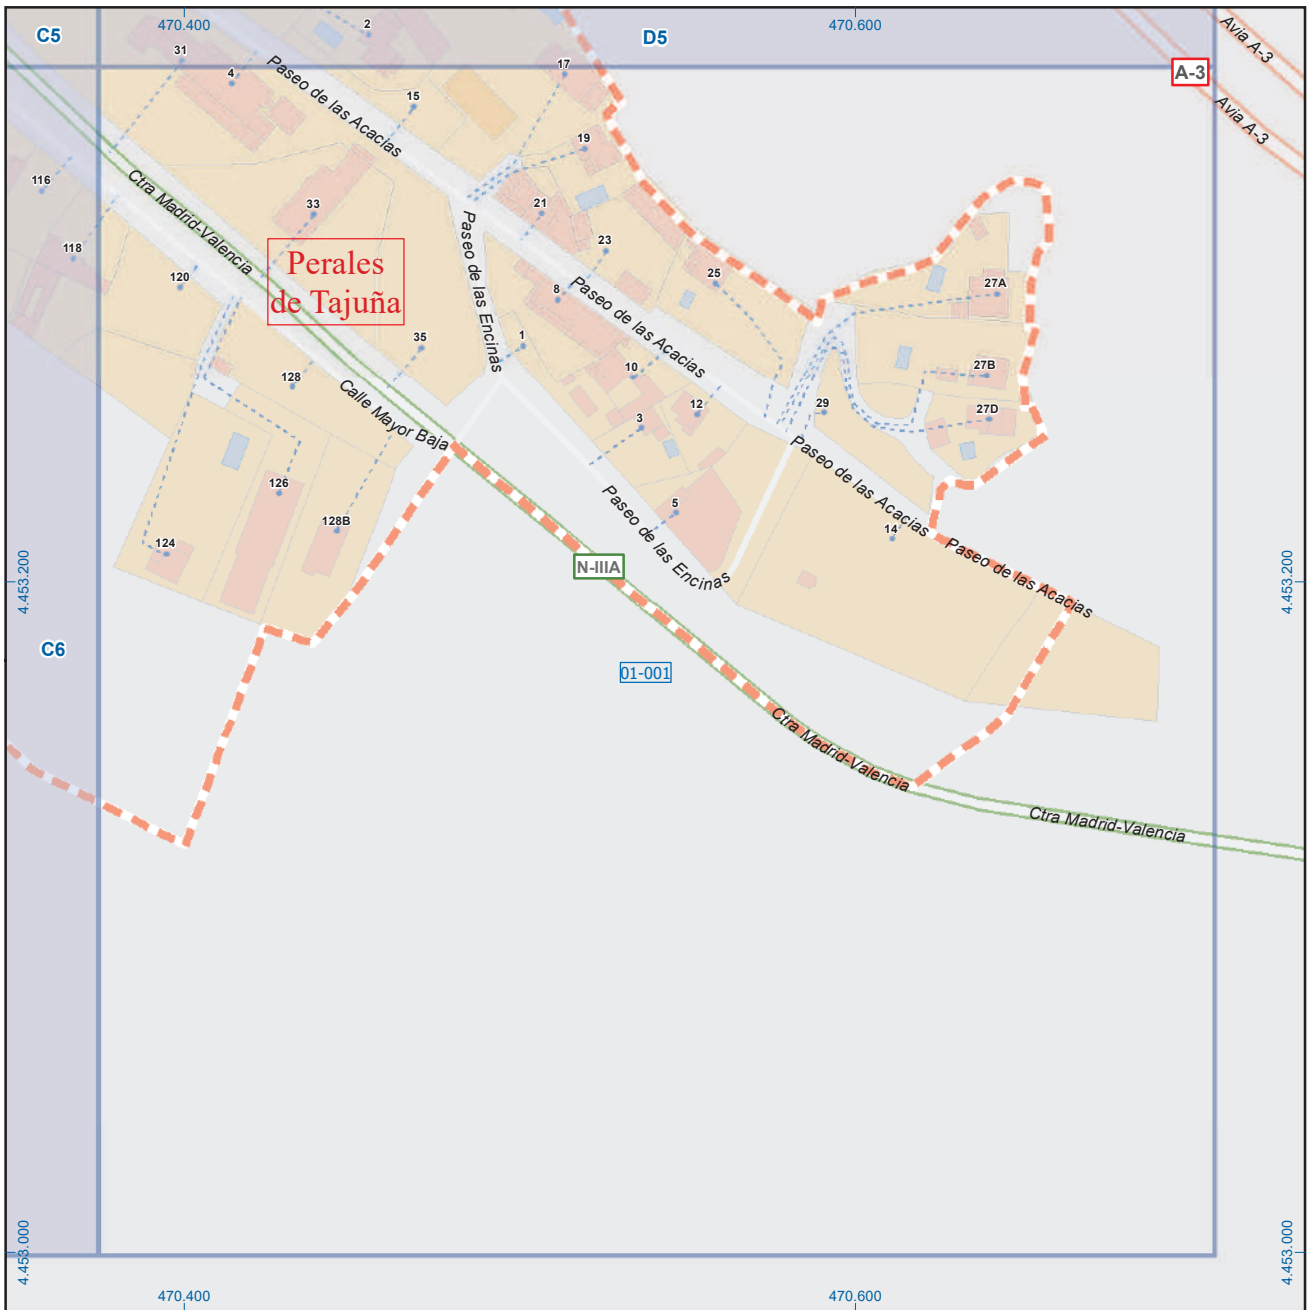 470.400
470.600
C5
D5
2
31
4
17
A-3
Avia A-3
Avia A-3
Paseo de las Acacias
15
19
116
Ctra Madrid-Valencia
33
21
118
120
Perales
de Tajuña
Paseo de las Encinas
23
8
Paseo de las Acacias
25
27A
35
1
128
Calle Mayor Baja
10
12
3
29
27B
27D
126
128B
124
Paseo de las Encinas
5
Paseo de las Acacias
14
Paseo de las Acacias
4.453.200
N-IIIA
4.453.200
C6
01-001
Ctra Madrid-Valencia
Ctra Madrid-Valencia
4.453.000
4.453.000
470.400
470.600